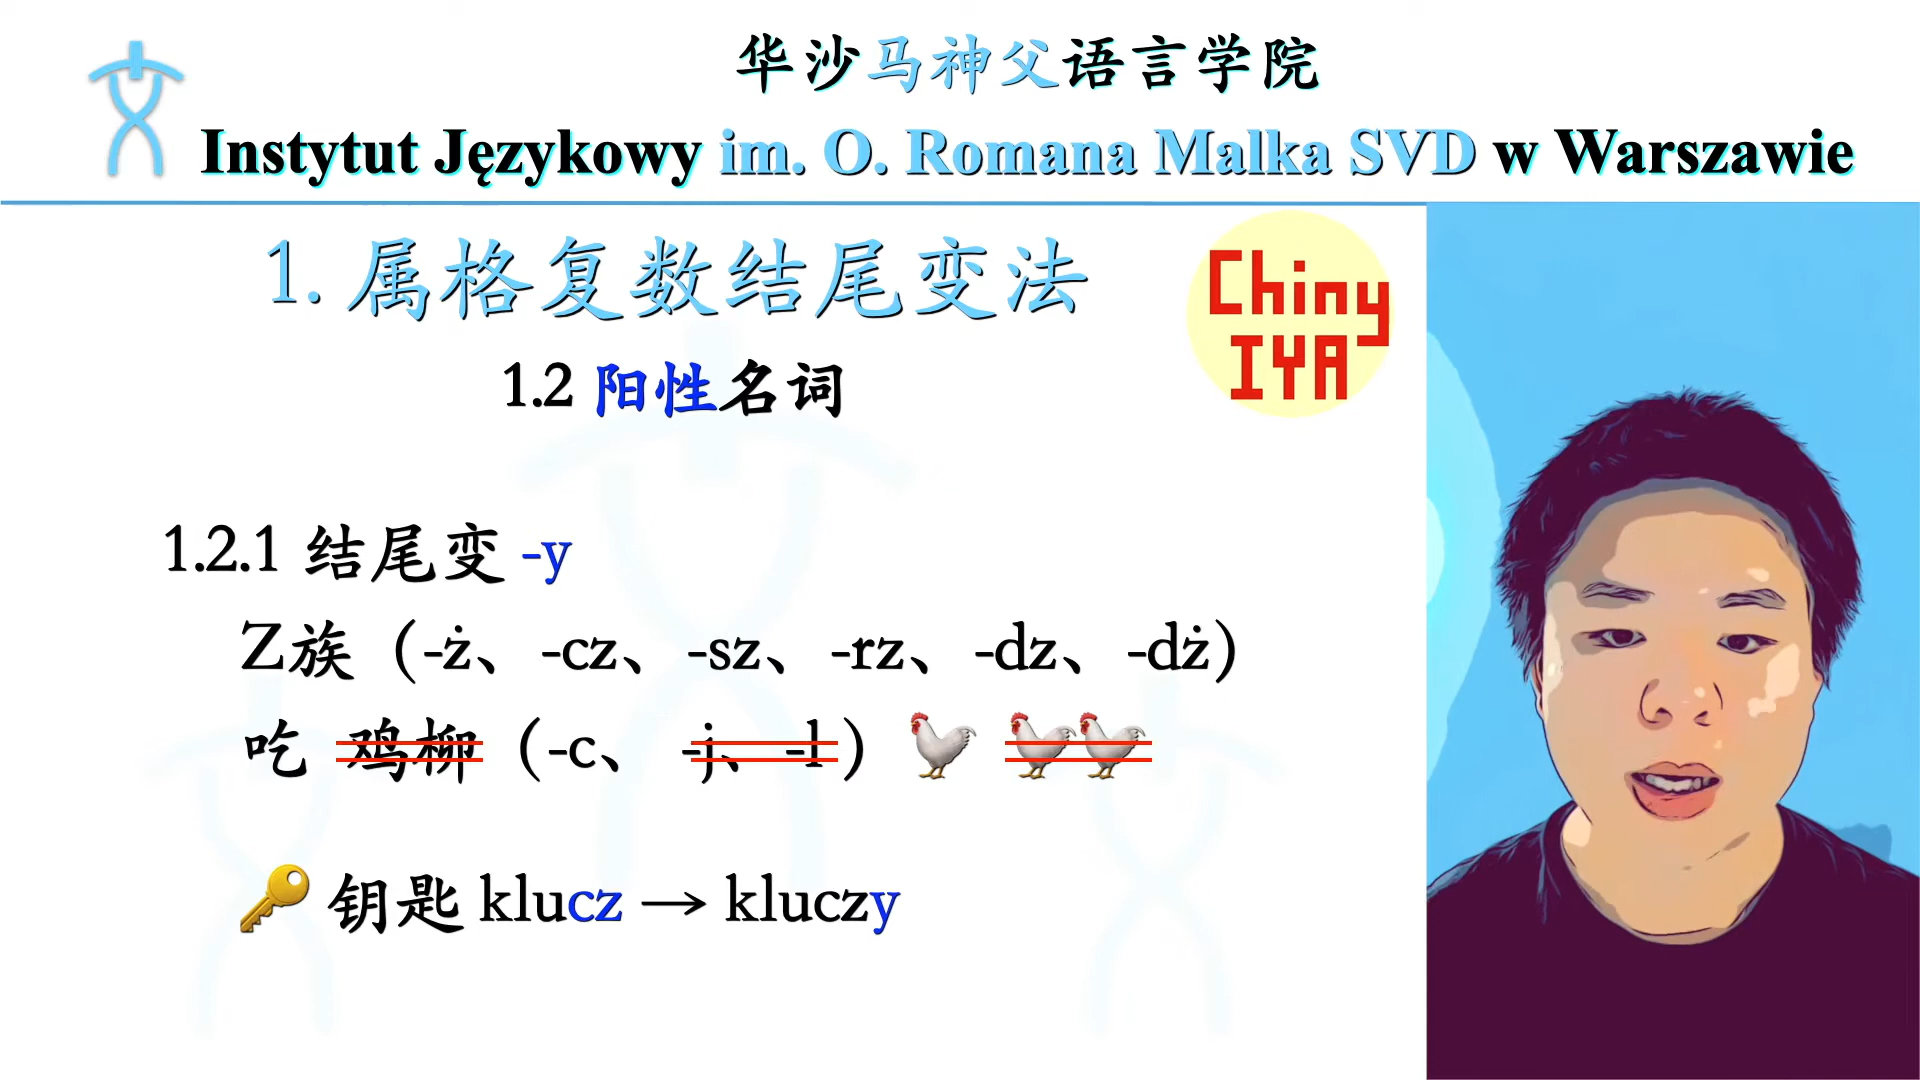 华沙马神父语言学院
Instytut Językowy im. O. Romana Malka SVD w Warszawie
1. 属格复数结尾变法
Chiny
IYA
1.2 阳性名词
1.2.1 结尾变 -y
Z族（-ż、-cz、-sz、-rz、-dz、-dż）
吃 鸡柳（-c、 -j、 -l）
钥匙 klucz → kluczy